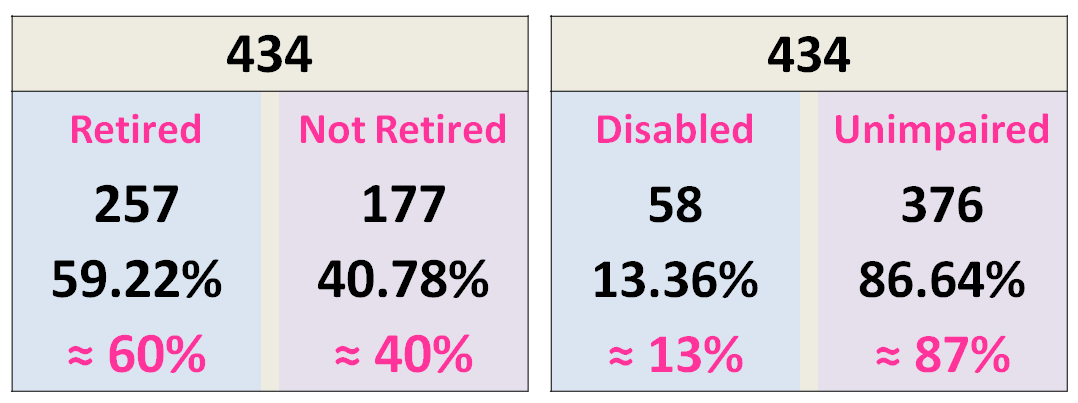 434
Retired Not Retired
257 177
59.22% 40.78%
≈ 60% ≈ 40%
434
Disabled Unimpaired
58 376
13.36% 86.64%
≈ 13% ≈ 87%